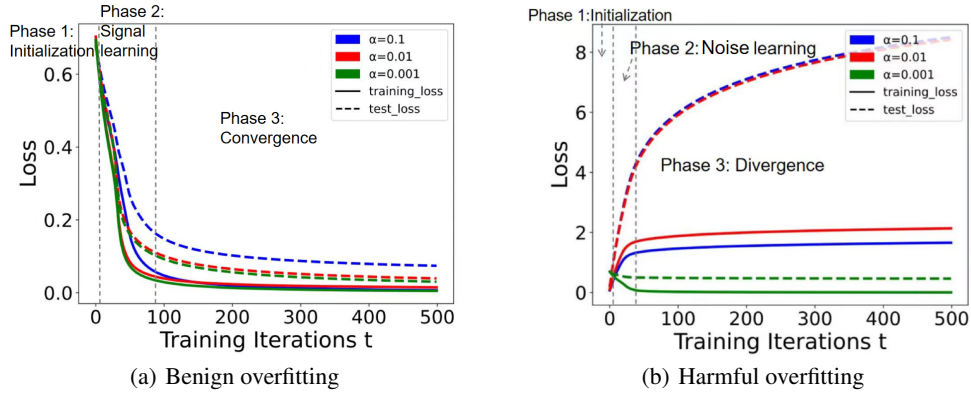 Phase 1:
Initialization
Phase 2:
Signal
learning
Phase 3:
Convergence
α=0.1
α=0.01
α=0.001
training_loss
test_loss
Loss
0.6
0.4
0.2
0.0
0 100 200 300 400 500
Training Iterations t
(a) Benign overfitting
Phase 1:Initialization
Phase 2: Noise learning
Phase 3: Divergence
α=0.1
α=0.01
α=0.001
training_loss
test_loss
Loss
8
6
4
2
0
0 100 200 300 400 500
Training Iterations t
(b) Harmful overfitting